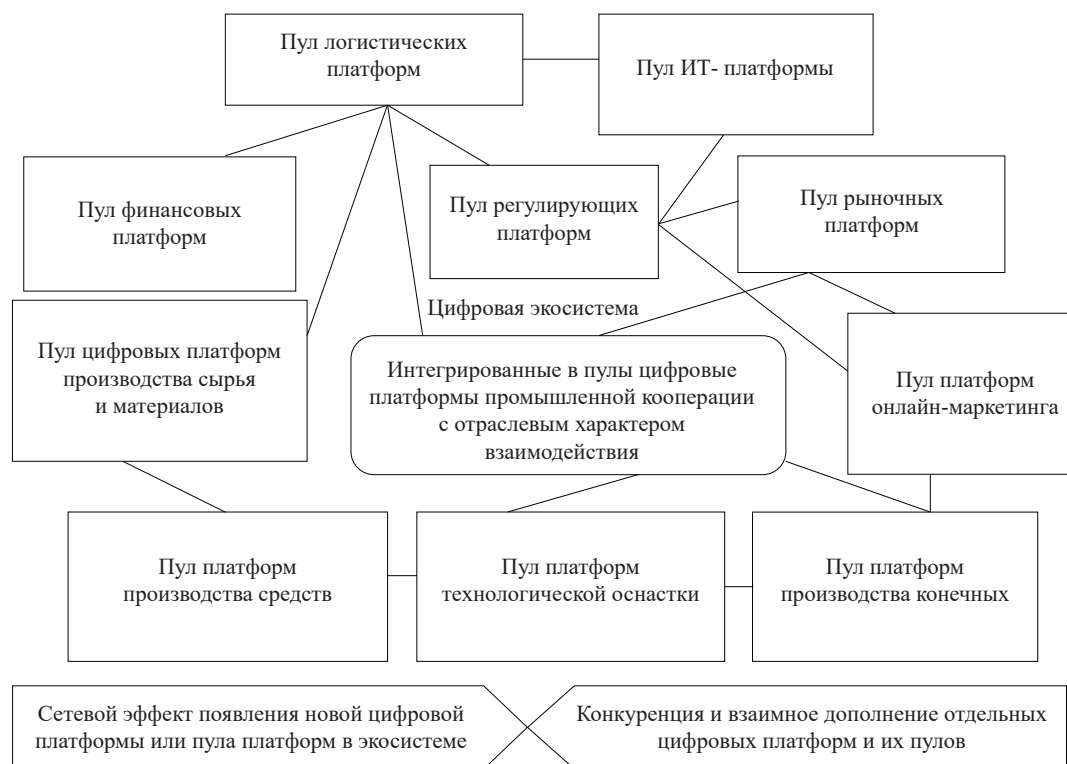 Пул логистических
платформ
Пул ИТ- платформы
Пул финансовых
платформ
Пул регулирующих
платформ
Пул рыночных
платформ
Цифровая экосистема
Пул цифровых платформ
производства сырья
и материалов
Интегрированные в пулы цифровые
платформы промышленной кооперации
с отраслевым характером
взаимодействия
Пул платформ
онлайн-маркетинга
Пул платформ
производства средств
Пул платформ
технологической оснастки
Пул платформ
производства конечных
Сетевой эффект появления новой цифровой
платформы или пула платформ в экосистеме
Конкуренция и взаимное дополнение отдельных
цифровых платформ и их пулов